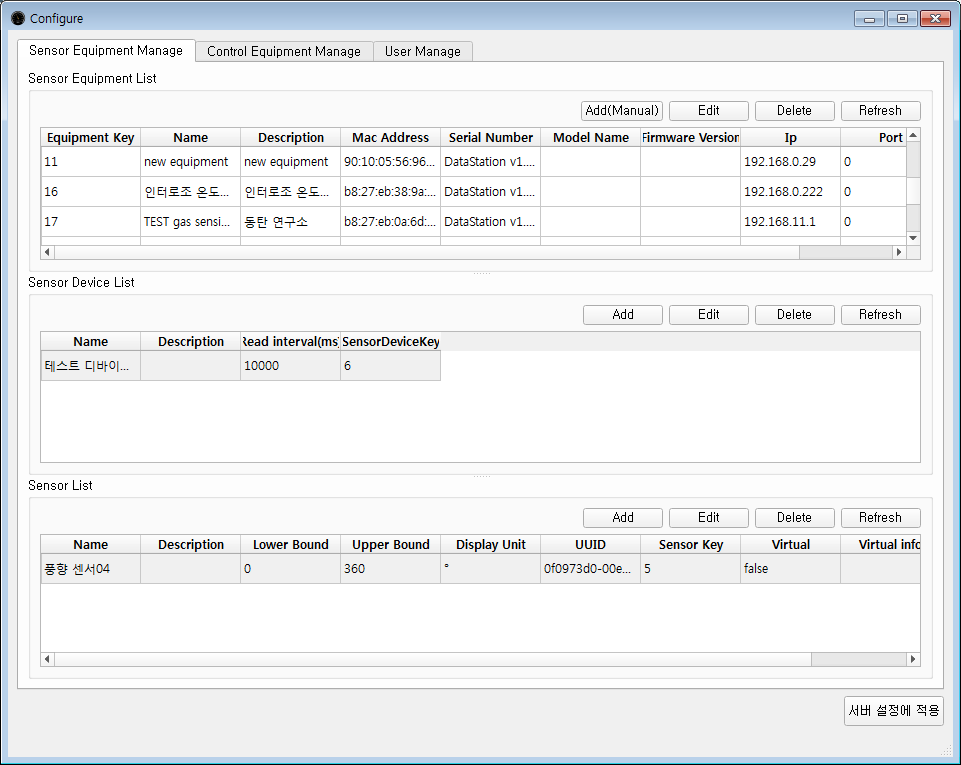 Configure
Sensor Equipment Manage Control Equipment Manage User Manage
Sensor Equipment List
Add(Manual) Edit Delete Refresh
Equipment Key Name Description Mac Address Serial Number Model Name Firmware Version Ip Port
11 new equipment new equipment 90:10:05:56:96... DataStation v1.... 192.168.0.29 0
16 인터로조 온도... 인터로조 온도... b8:27:eb:38:9a:... DataStation v1.... 192.168.0.222 0
17 TEST gas sensi... 동탄 연구소 b8:27:eb:0a:6d:... DataStation v1.... 192.168.11.1 0
Sensor Device List
Add Edit Delete Refresh
Name Description Read interval(ms) SensorDeviceKey
테스트 디바이... 10000 6
Sensor List
Add Edit Delete Refresh
Name Description Lower Bound Upper Bound Display Unit UUID Sensor Key Virtual Virtual info
풍향 센서04 0 360 ° 0f0973d0-00e... 5 false
서버 설정에 적용